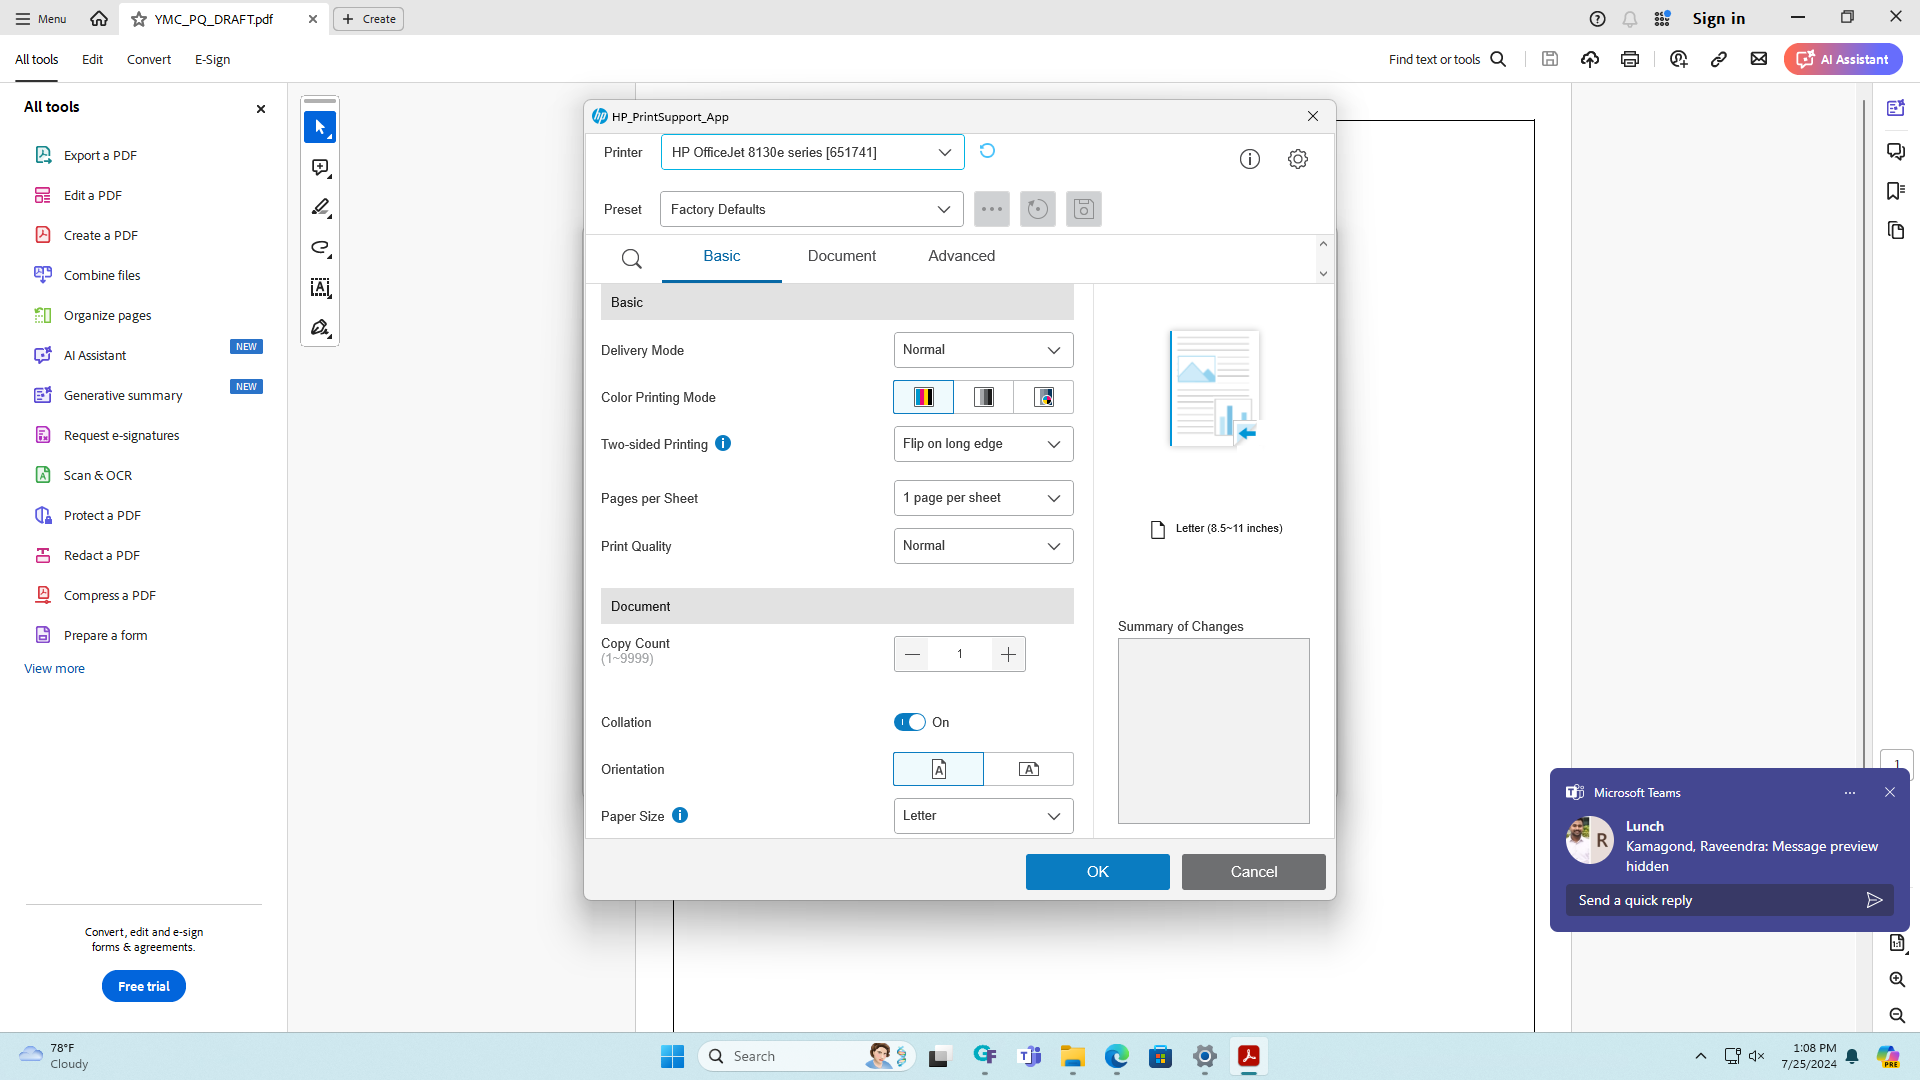 Menu
YMC_PQ_DRAFT.pdf
Create
Sign in
All tools
Edit
Convert
E-Sign
Find text or tools
AI Assistant
All tools
Export a PDF
Edit a PDF
Create a PDF
Combine files
Organize pages
AI Assistant
NEW
Generative summary
NEW
Request e-signatures
Scan & OCR
Protect a PDF
Redact a PDF
Compress a PDF
Prepare a form
View more
Convert, edit and e-sign
forms & agreements.
Free trial
HP_PrintSupport_App
Printer
HP OfficeJet 8130e series [651741]
Preset
Factory Defaults
Basic
Document
Advanced
Basic
Delivery Mode
Normal
Color Printing Mode
Two-sided Printing
Flip on long edge
Pages per Sheet
1 page per sheet
Print Quality
Normal
Document
Copy Count
(1~9999)
1
Collation
On
Orientation
Paper Size
Letter
Letter (8.5~11 inches)
Summary of Changes
OK
Cancel
1
Microsoft Teams
R
Lunch
Kamagond, Raveendra: Message preview
hidden
Send a quick reply
78°F
Cloudy
Search
1:08 PM
7/25/2024